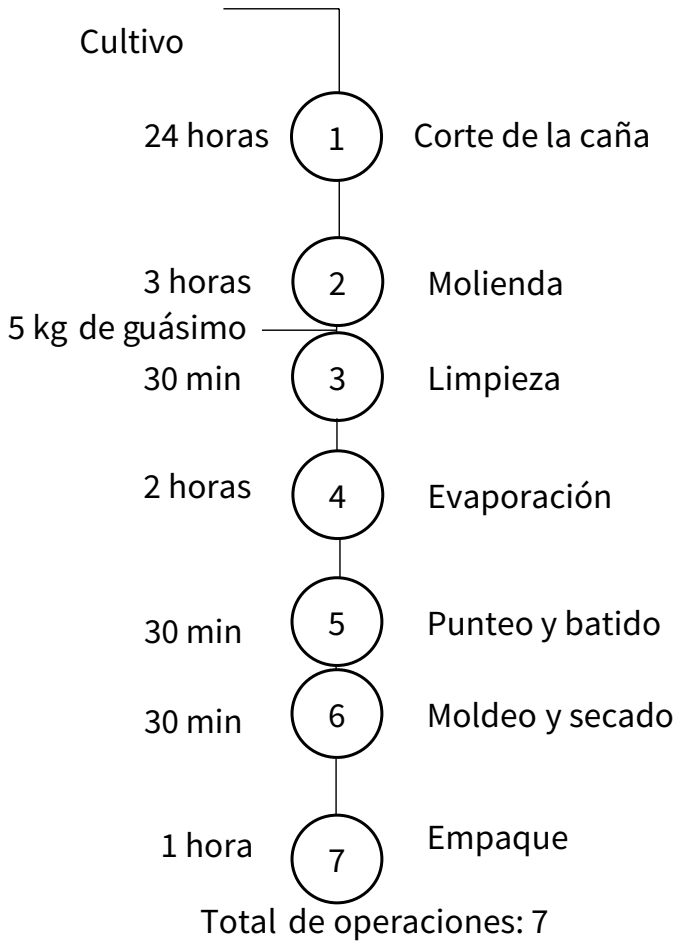 Cultivo
24 horas 1 Corte de la caña
3 horas 2 Molienda
5 kg de guásimo
30 min 3 Limpieza
2 horas 4 Evaporación
30 min 5 Punteo y batido
30 min 6 Moldeo y secado
1 hora 7 Empaque
Total de operaciones: 7